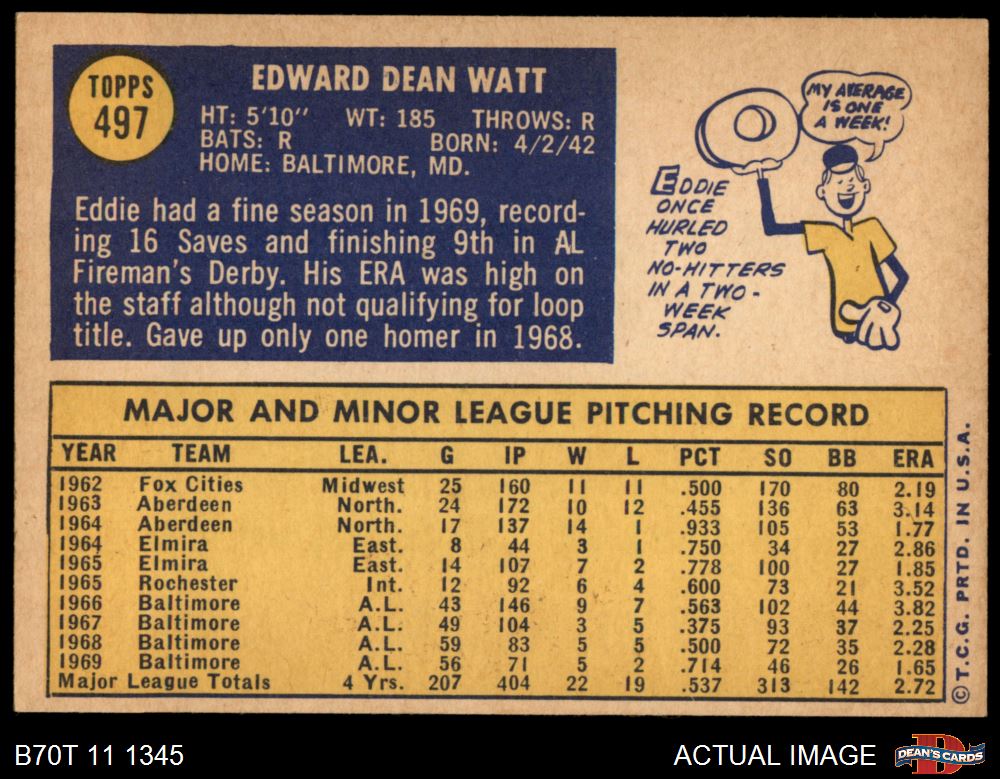 TOPPS
497
EDWARD DEAN WATT
HT: 5'10" WT: 185 THROWS: R
BATS: R BORN: 4/2/42
HOME: BALTIMORE, MD.
Eddie had a fine season in 1969, record-
ing 16 Saves and finishing 9th in AL
Fireman's Derby. His ERA was high on
the staff although not qualifying for loop
title. Gave up only one homer in 1968.
MY AVERAGE
IS ONE
A WEEK!
EDDIE
ONCE
HURLED
TWO
NO-HITTERS
IN A TWO-
WEEK
SPAN.
MAJOR AND MINOR LEAGUE PITCHING RECORD
YEAR TEAM LEA. G IP W L PCT SO BB ERA
1962 Fox Cities Midwest 25 160 11 11 .500 170 80 2.19
1963 Aberdeen North. 24 172 10 12 .455 136 63 3.14
1964 Aberdeen North. 17 137 14 1 .933 105 53 1.77
1964 Elmira East. 8 44 3 1 .750 34 27 2.86
1965 Elmira East. 14 107 7 2 .778 100 27 1.85
1965 Rochester Int. 12 92 6 4 .600 73 21 3.52
1966 Baltimore A.L. 43 146 9 7 .563 102 44 3.82
1967 Baltimore A.L. 49 104 3 5 .375 93 37 2.25
1968 Baltimore A.L. 59 83 5 5 .500 72 35 2.28
1969 Baltimore A.L. 56 71 5 2 .714 46 26 1.65
Major League Totals 4 Yrs. 207 404 22 19 .537 313 142 2.72
© T.C.G. PRTD. IN U.S.A.
B70T 11 1345
ACTUAL IMAGE
D
DEAN'S CARDS